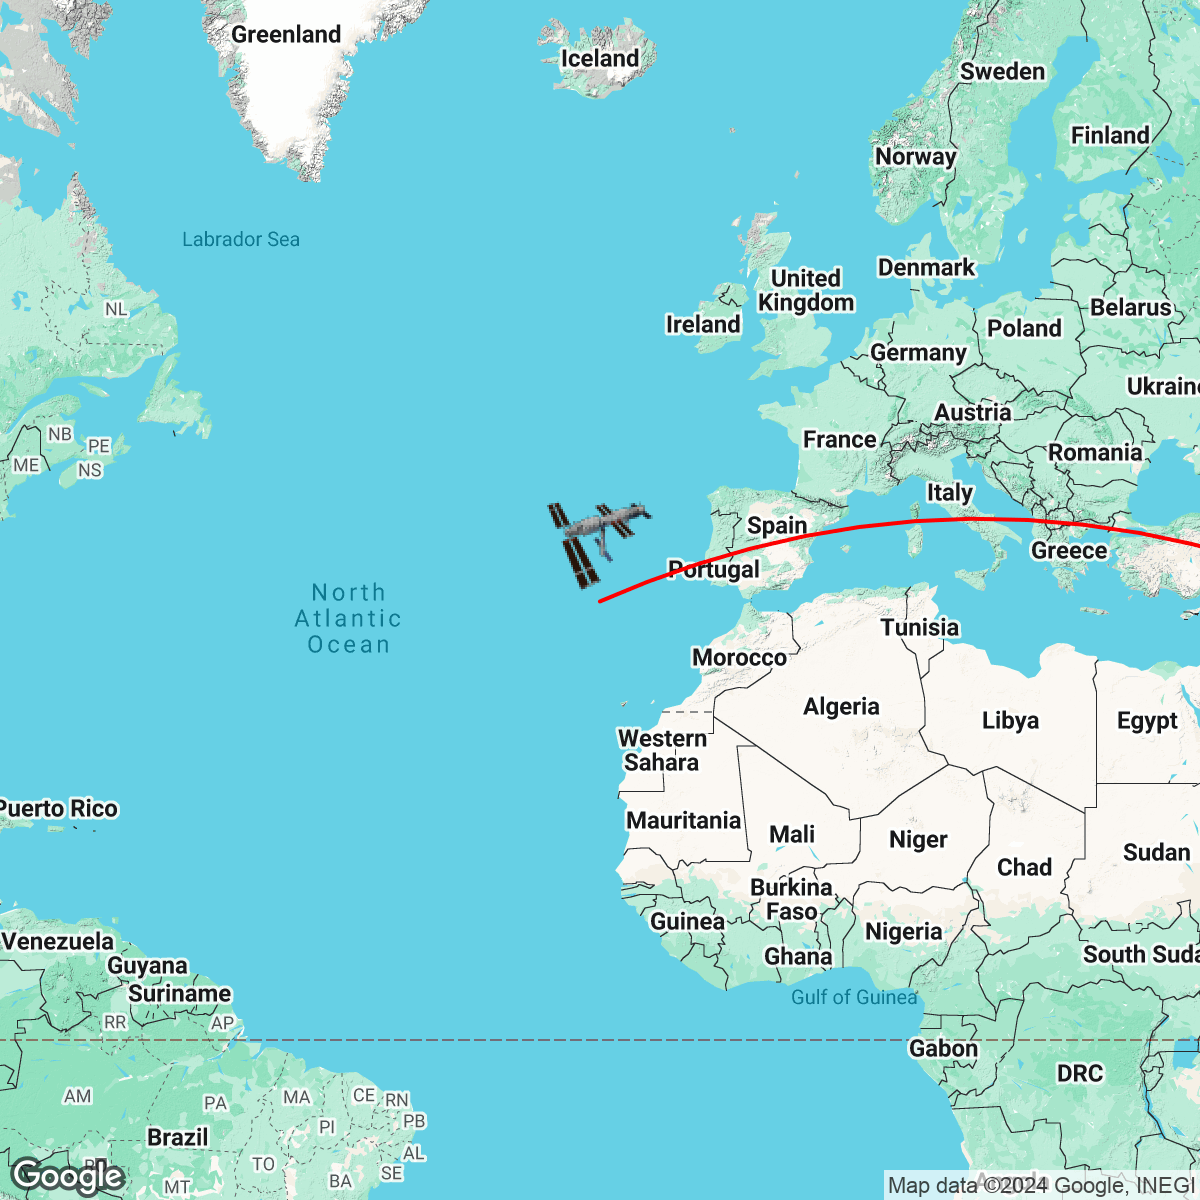 Greenland
Iceland
Sweden
Finland
Norway
Labrador Sea
Denmark
United
Kingdom
NL
Ireland
Belarus
Poland
Germany
Ukraine
Austria
NB
PE
France
Romania
ME
NS
Italy
Spain
Greece
Portugal
North
Atlantic
Ocean
Tunisia
Morocco
Algeria
Libya
Egypt
Western
Sahara
Puerto Rico
Mauritania
Mali
Niger
Sudan
Chad
Burkina
Faso
Guinea
Nigeria
Venezuela
Ghana
South Suda
Guyana
Suriname
Gulf of Guinea
RR
AP
Gabon
DRC
AM
PA
MA
CE
RN
PB
PI
Brazil
AL
TO
SE
BA
MT
Google
Map data ©2024 Google, INEGI